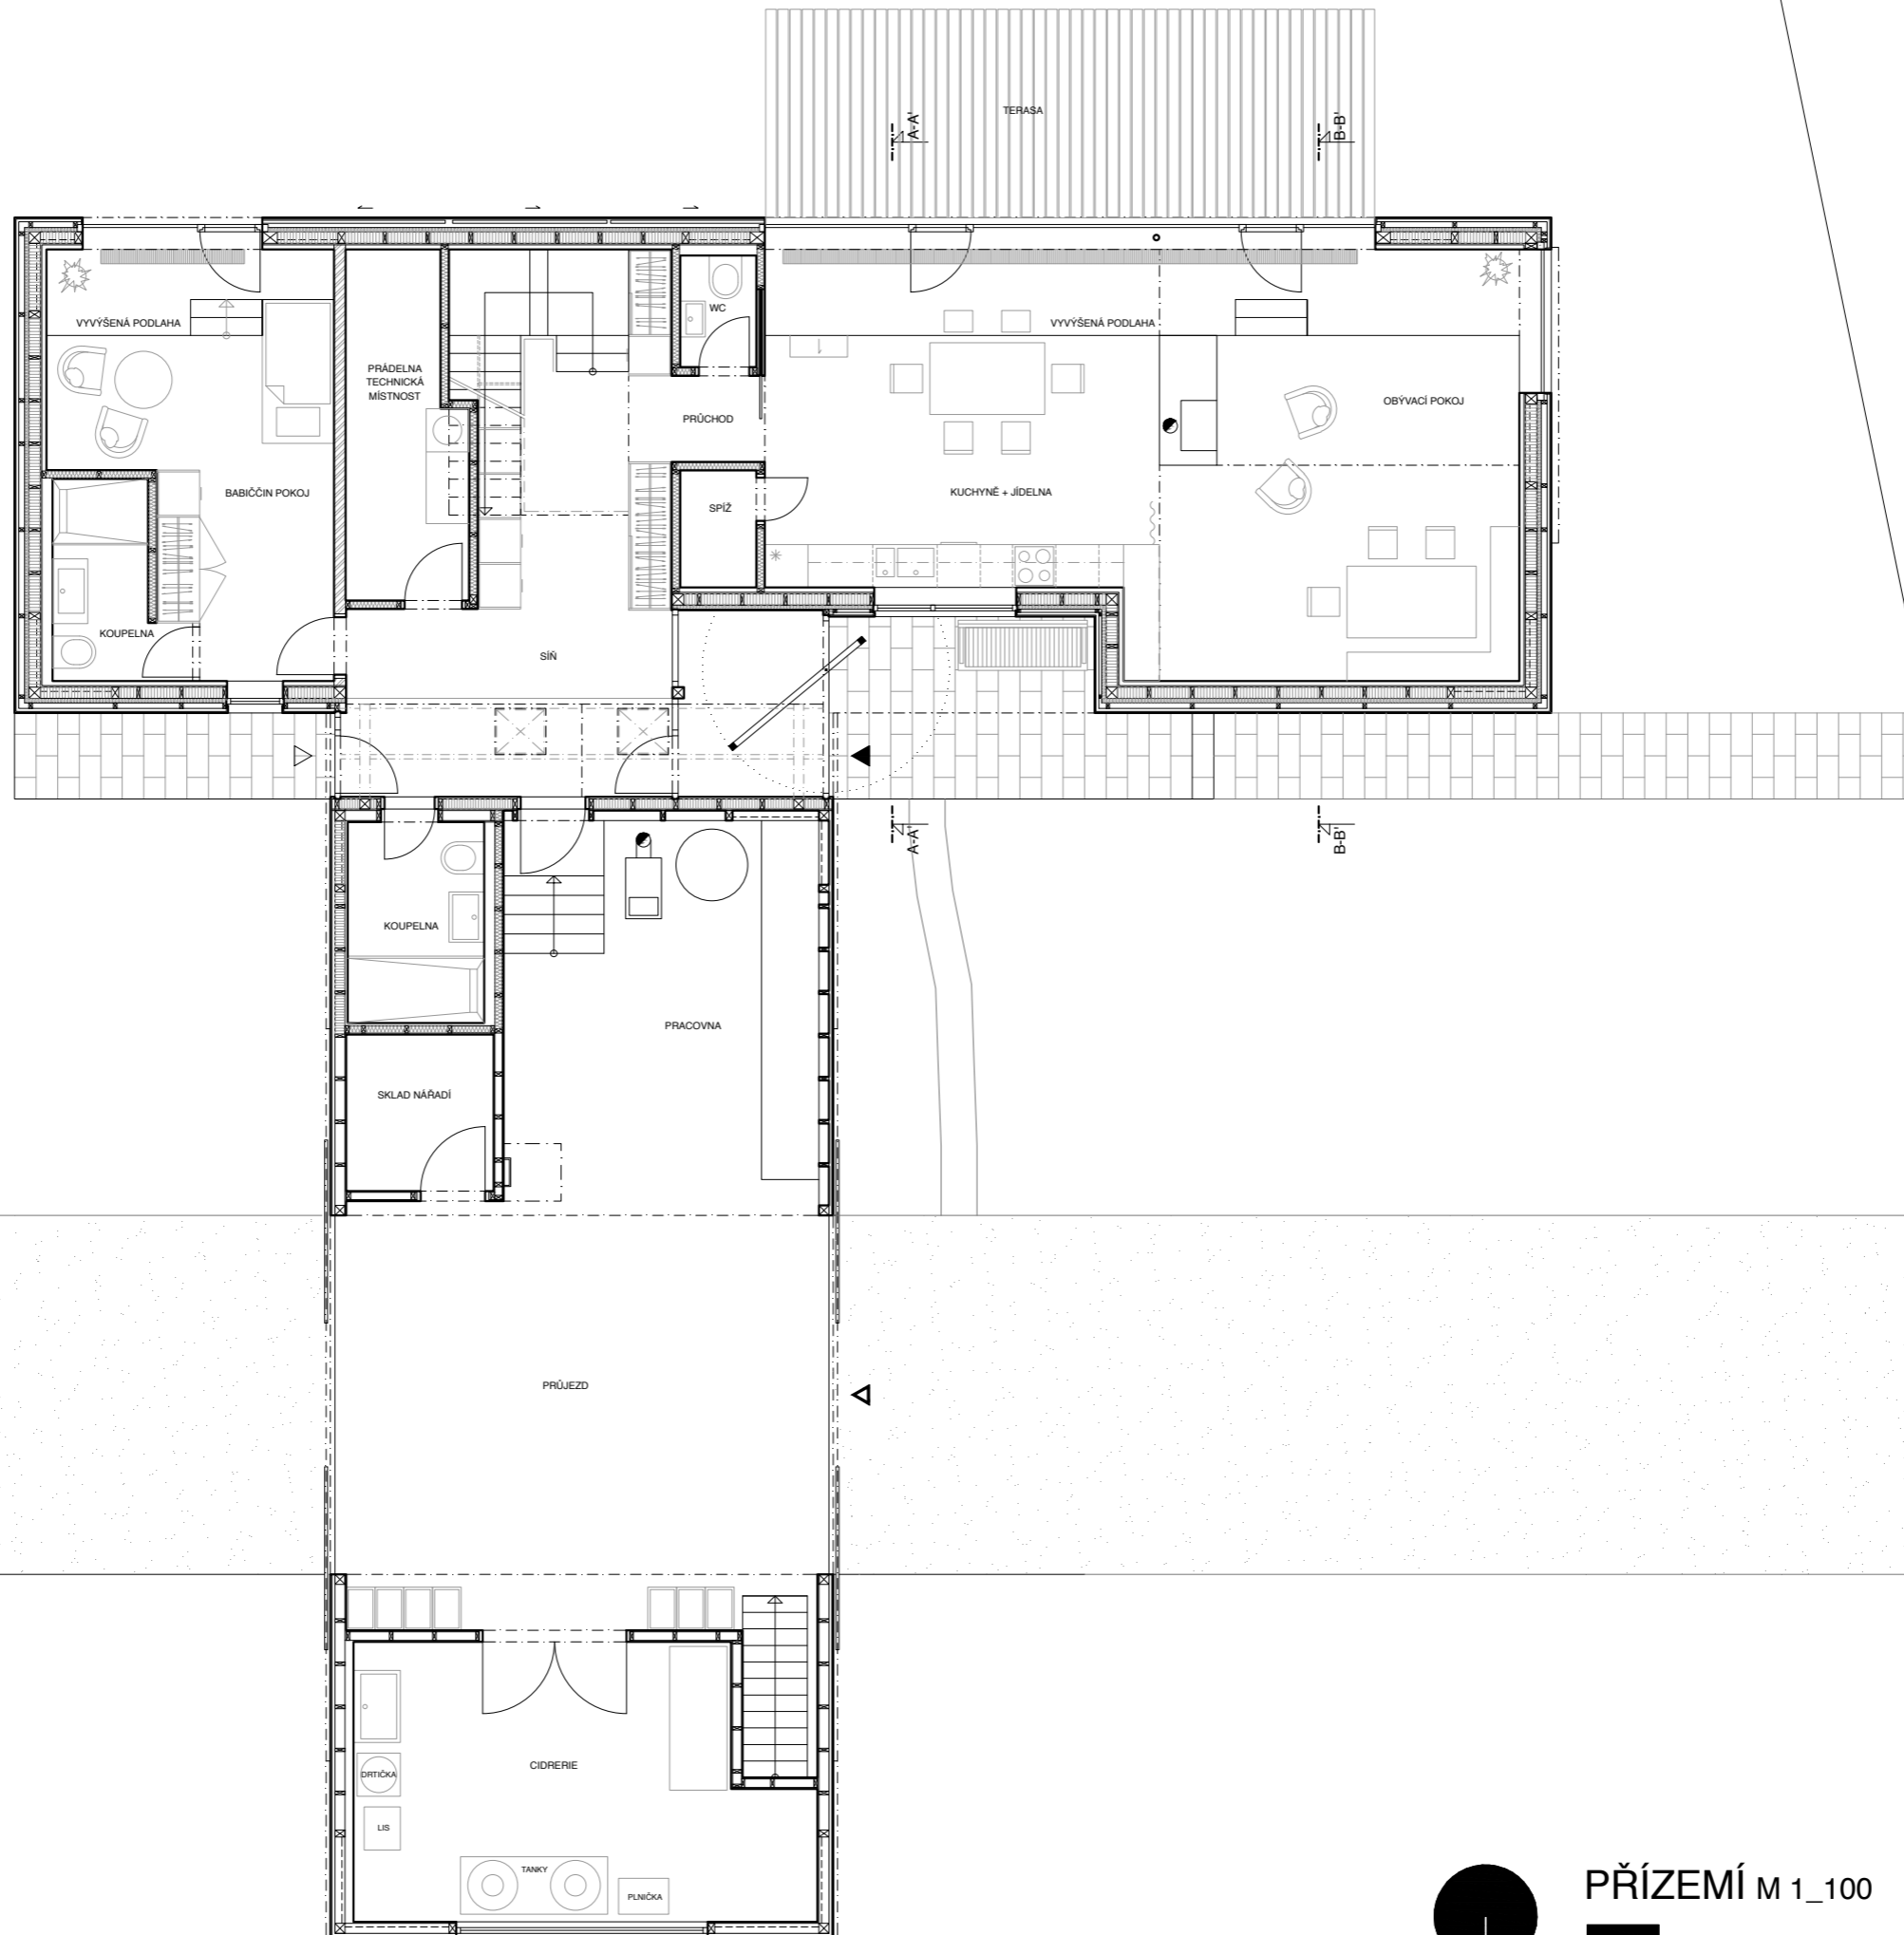 TERASA
A-A'
B-B'
VYVÝŠENÁ PODLAHA
WC
VYVÝŠENÁ PODLAHA
PRÁDELNA
TECHNICKÁ
MÍSTNOST
PRŮCHOD
OBÝVACÍ POKOJ
BABIČČIN POKOJ
SPÍŽ
KUCHYNĚ + JÍDELNA
KOUPELNA
SÍŇ
A-A'
B-B'
KOUPELNA
PRACOVNA
SKLAD NÁŘADÍ
PRŮJEZD
CIDRERIE
DRTIČKA
LIS
TANKY
PLNIČKA
PŘÍZEMÍ M 1_100